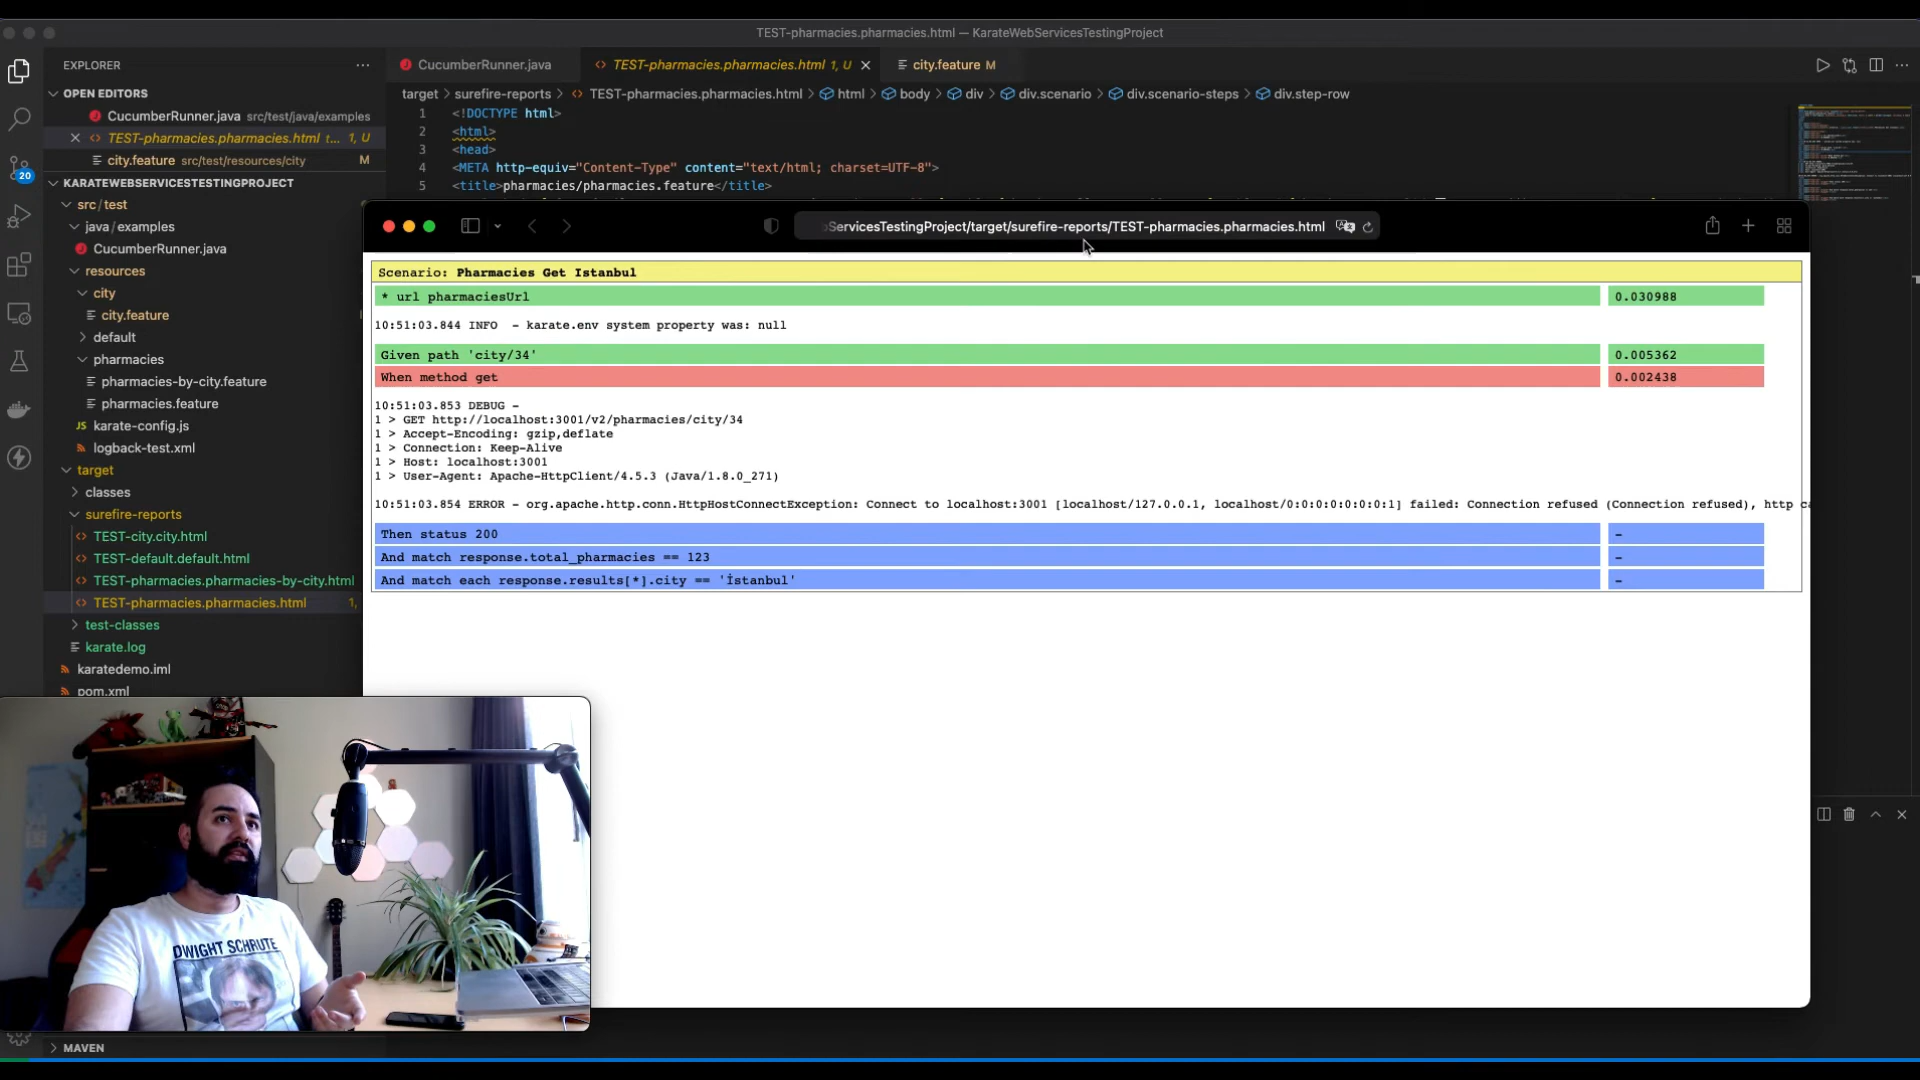 TEST-pharmacies.pharmacies.html — KarateWebServicesTestingProject
EXPLORER
OPEN EDITORS
CucumberRunner.java src/test/java/examples
TEST-pharmacies.pharmacies.html t... 1, U
city.feature src/test/resources/city M
20
KARATEWEBSERVICESTESTINGPROJECT
src/test
java/examples
CucumberRunner.java
resources
city
city.feature
default
pharmacies
pharmacies-by-city.feature
pharmacies.feature
JS karate-config.js
logback-test.xml
target
classes
surefire-reports
TEST-city.city.html
TEST-default.default.html
TEST-pharmacies.pharmacies-by-city.html
TEST-pharmacies.pharmacies.html 1,
test-classes
karate.log
karatedemo.iml
pom.xml
MAVEN
CucumberRunner.java
TEST-pharmacies.pharmacies.html 1, U
city.feature M
target > surefire-reports > TEST-pharmacies.pharmacies.html > html > body > div > div.scenario > div.scenario-steps > div.step-row
1 <!DOCTYPE html>
2 <html>
3 <head>
4 <META http-equiv="Content-Type" content="text/html; charset=UTF-8">
5 <title>pharmacies/pharmacies.feature</title>
ServicesTestingProject/target/surefire-reports/TEST-pharmacies.pharmacies.html
Scenario: Pharmacies Get Istanbul
* url pharmaciesUrl 0.030988
10:51:03.844 INFO - karate.env system property was: null
Given path 'city/34' 0.005362
When method get 0.002438
10:51:03.853 DEBUG -
1 > GET http://localhost:3001/v2/pharmacies/city/34
1 > Accept-Encoding: gzip,deflate
1 > Connection: Keep-Alive
1 > Host: localhost:3001
1 > User-Agent: Apache-HttpClient/4.5.3 (Java/1.8.0_271)
10:51:03.854 ERROR - org.apache.http.conn.HttpHostConnectException: Connect to localhost:3001 [localhost/127.0.0.1, localhost/0:0:0:0:0:0:0:1] failed: Connection refused (Connection refused), http
Then status 200 -
And match response.total_pharmacies == 123 -
And match each response.results[*].city == 'İstanbul' -
DWIGHT SCHRUTE